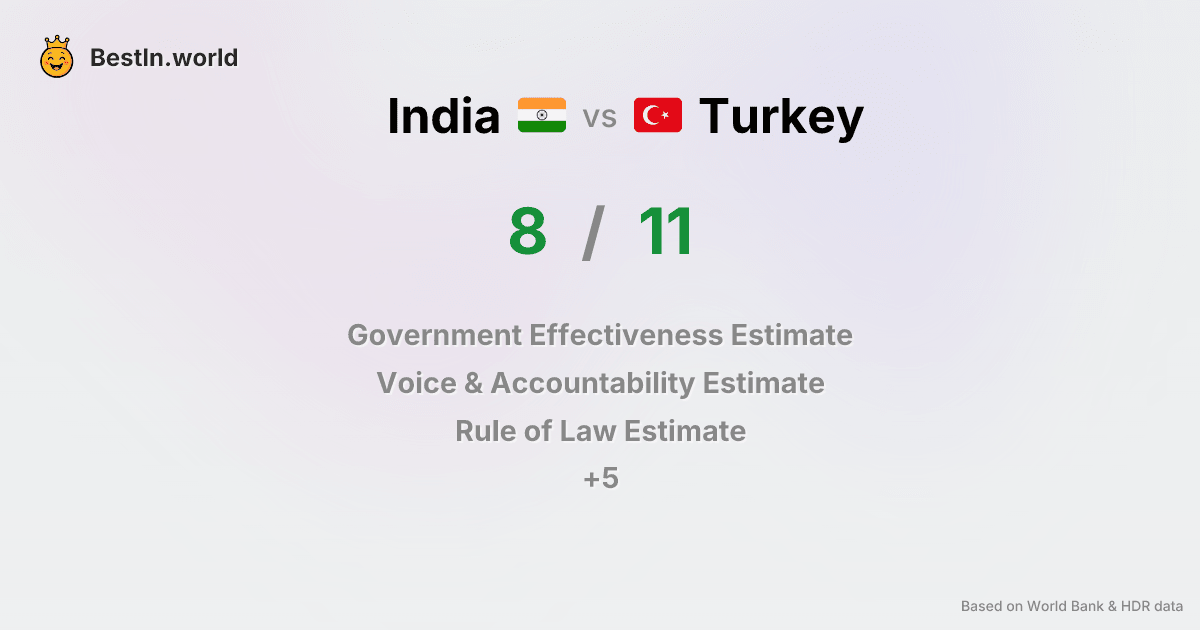 BestIn.world
India vs Turkey
8 / 11
Government Effectiveness Estimate
Voice & Accountability Estimate
Rule of Law Estimate
+5
Based on World Bank & HDR data